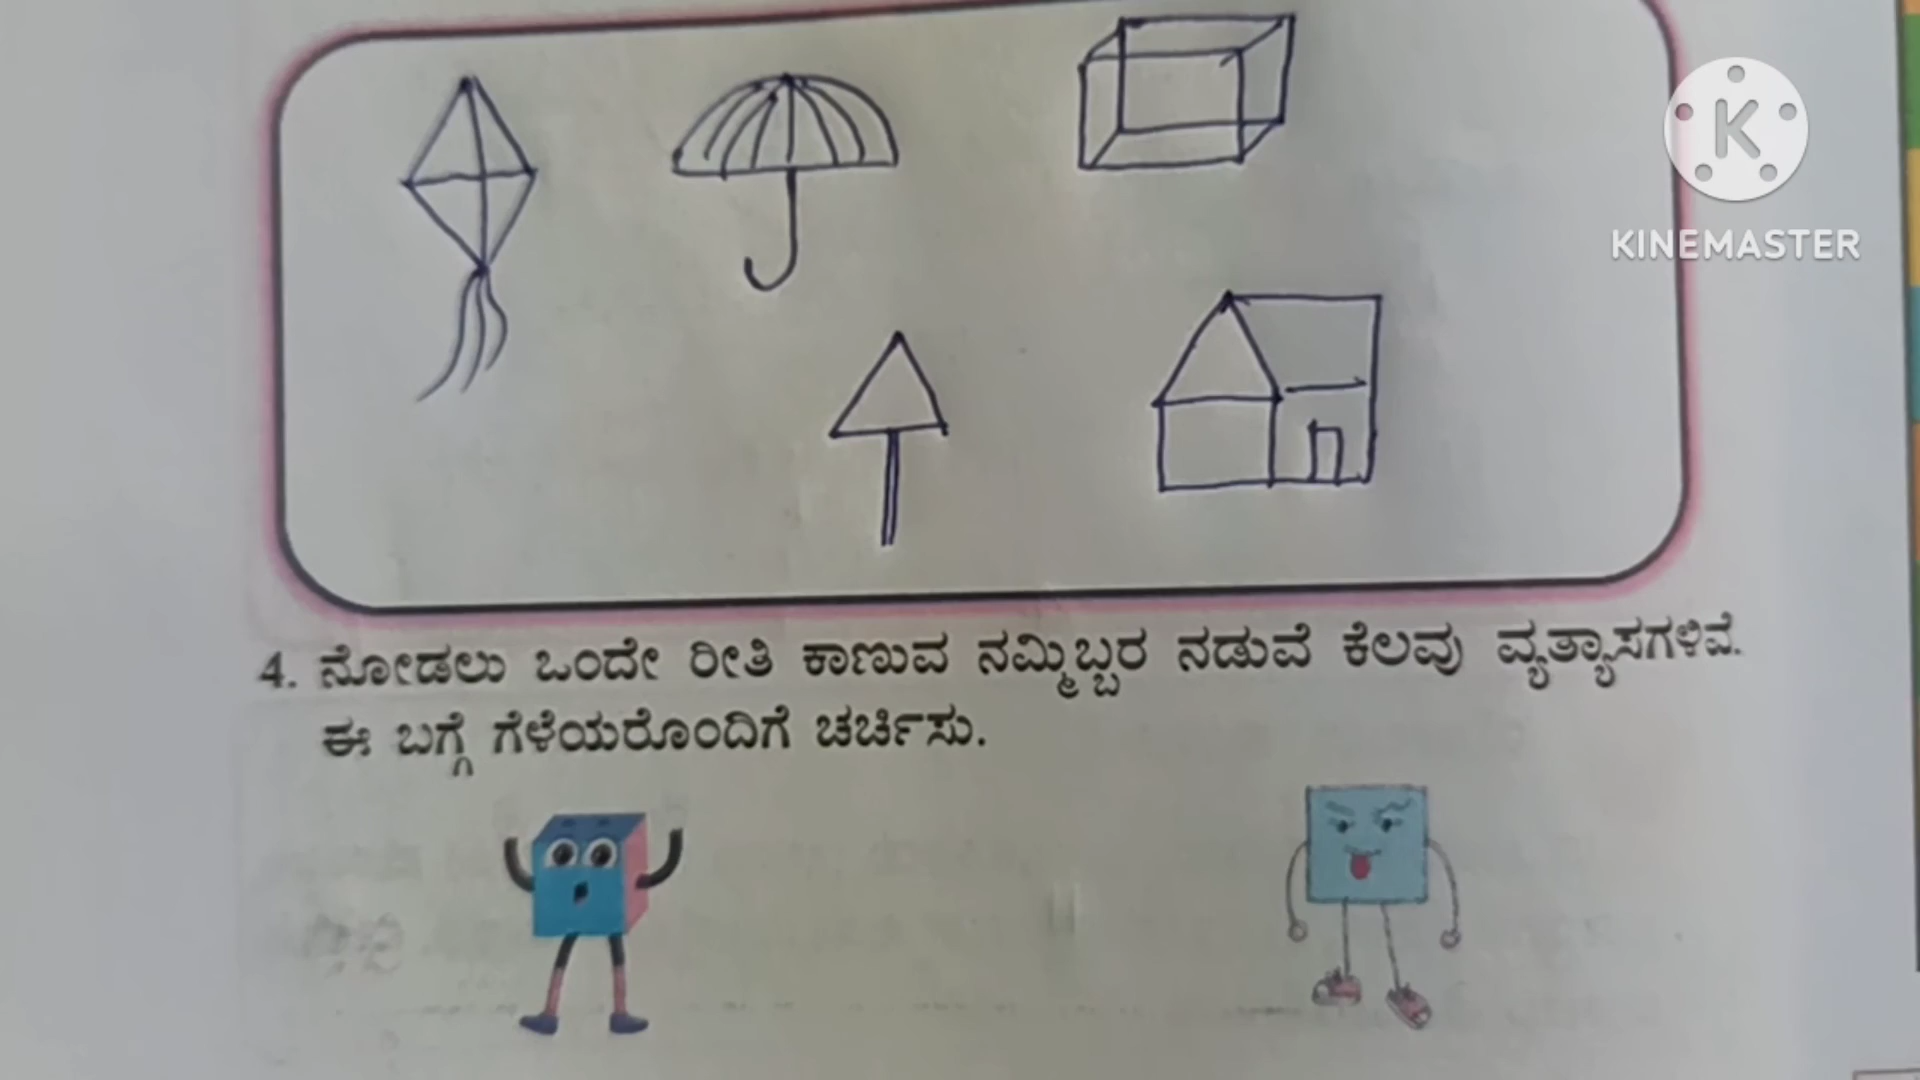 KINEMASTER
4. ನೋಡಲು ಒಂದೇ ರೀತಿ ಕಾಣುವ ನಮ್ಮಿಬ್ಬರ ನಡುವೆ ಕೆಲವು ವ್ಯತ್ಯಾಸಗಳಿವೆ.
ಈ ಬಗ್ಗೆ ಗೆಳೆಯರೊಂದಿಗೆ ಚರ್ಚಿಸು.